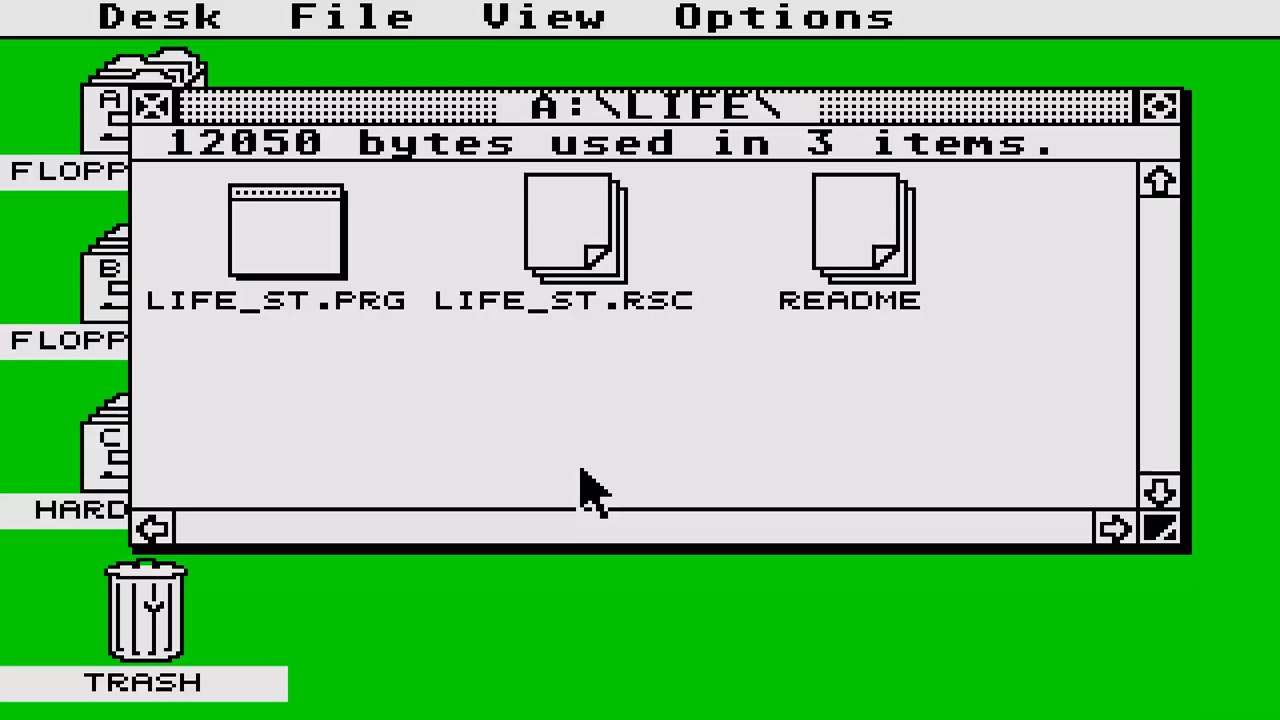 Desk File View Options
A:\LIFE\
12050 bytes used in 3 items.
A
FLOPP
LIFE_ST.PRG LIFE_ST.RSC README
B
FLOPP
C
HARD
TRASH